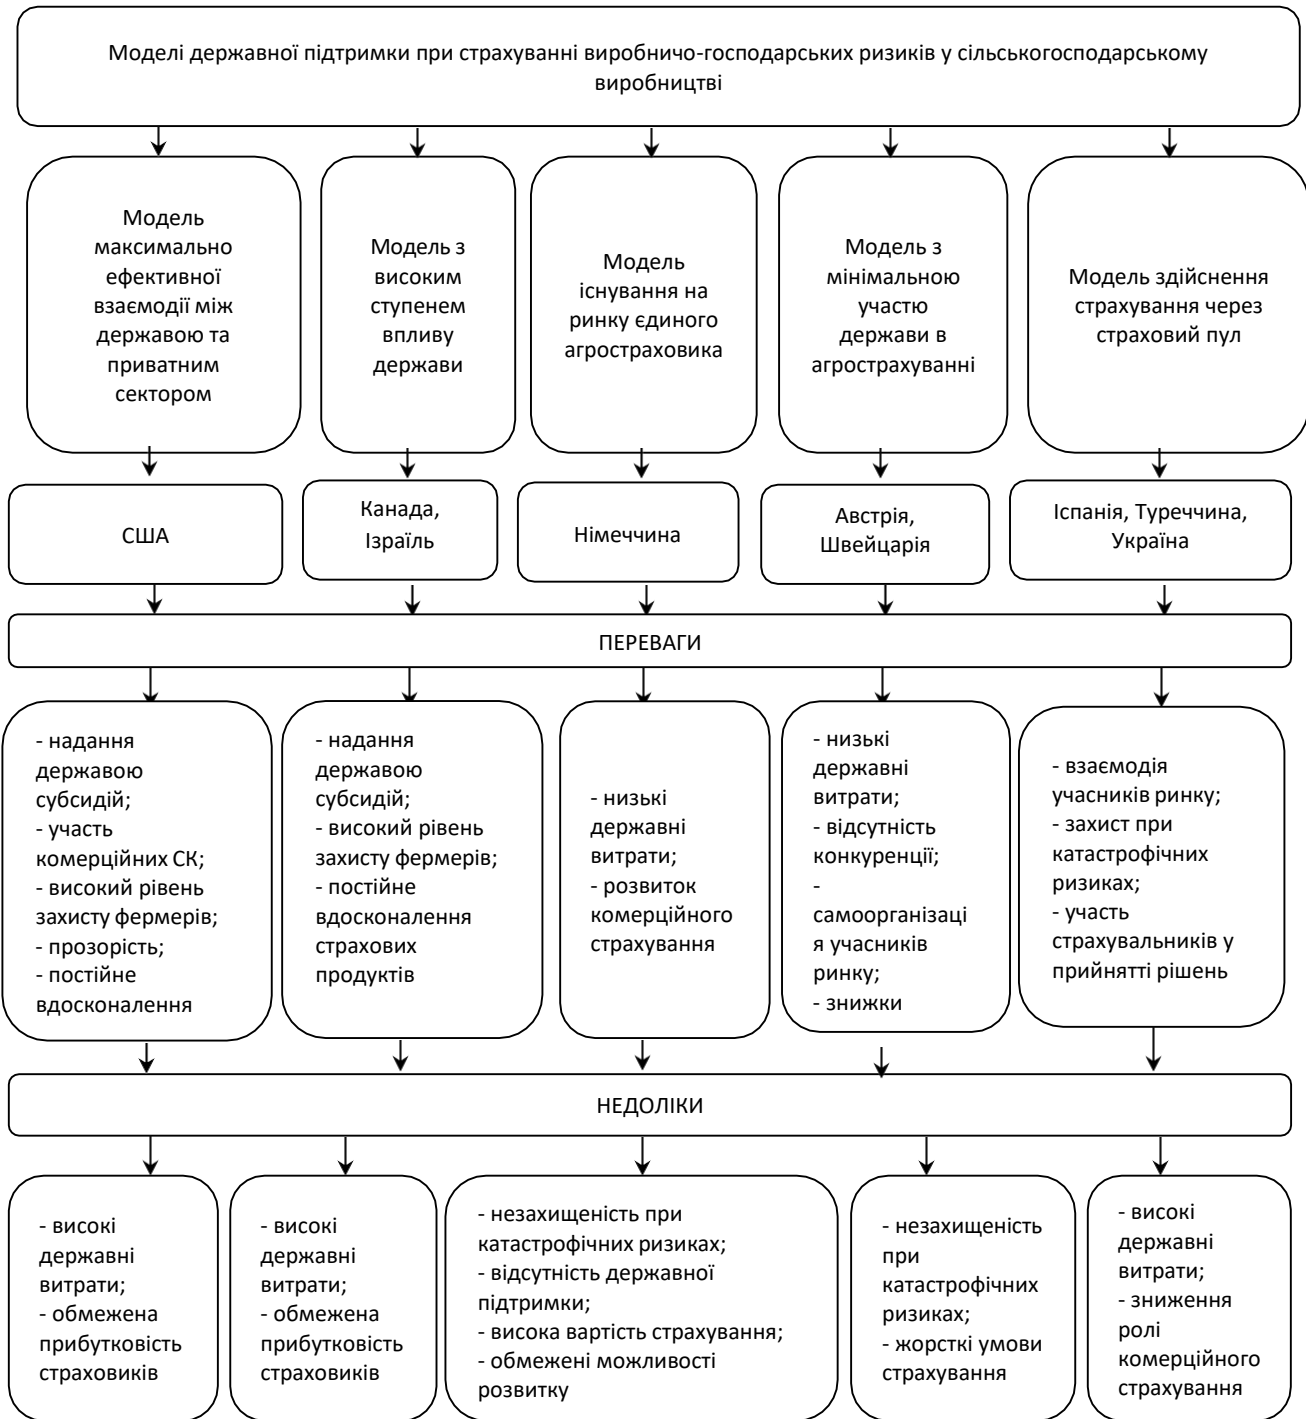 Моделі державної підтримки при страхуванні виробничо-господарських ризиків у сільськогосподарському
виробництві
Модель
максимально
ефективної
взаємодії між
державою та
приватним
сектором
Модель з
високим
ступенем
впливу
держави
Модель
існування на
ринку єдиного
агростраховика
Модель з
мінімальною
участю
держави в
агрострахуванні
Модель здійснення
страхування через
страховий пул
США
Канада,
Ізраїль
Німеччина
Австрія,
Швейцарія
Іспанія, Туреччина,
Україна
ПЕРЕВАГИ
- надання
державою
субсидій;
- участь
комерційних СК;
- високий рівень
захисту фермерів;
- прозорість;
- постійне
вдосконалення
- надання
державою
субсидій;
- високий рівень
захисту фермерів;
- постійне
вдосконалення
страхових
продуктів
- низькі
державні
витрати;
- розвиток
комерційного
страхування
- низькі
державні
витрати;
- відсутність
конкуренції;
-
самоорганізаці
я учасників
ринку;
- знижки
- взаємодія
учасників ринку;
- захист при
катастрофічних
ризиках;
- участь
страхувальників у
прийнятті рішень
НЕДОЛІКИ
- високі
державні
витрати;
- обмежена
прибутковість
страховиків
- високі
державні
витрати;
- обмежена
прибутковість
страховиків
- незахищеність при
катастрофічних ризиках;
- відсутність державної
підтримки;
- висока вартість страхування;
- обмежені можливості
розвитку
- незахищеність
при
катастрофічних
ризиках;
- жорсткі умови
страхування
- високі
державні
витрати;
- зниження
ролі
комерційного
страхування